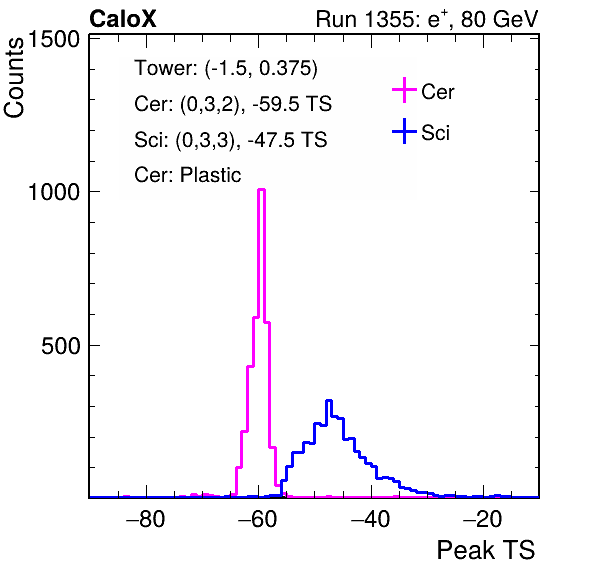 CaloX Run 1355: e⁺, 80 GeV
Counts
1500
1000
500
Tower: (-1.5, 0.375)
Cer: (0,3,2), -59.5 TS
Sci: (0,3,3), -47.5 TS
Cer: Plastic
Cer
Sci
−80 −60 −40 −20
Peak TS